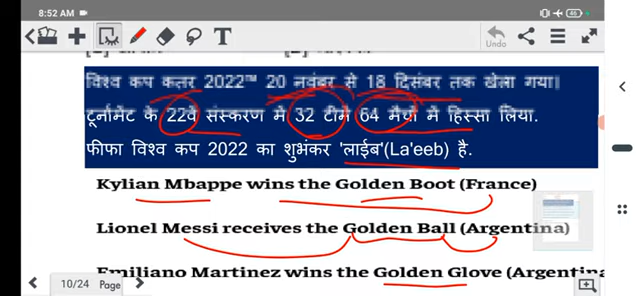 8:52 AM
46
T
Undo
विश्व कप कतर 2022™ 20 नवंबर से 18 दिसंबर तक खेला गया।
टूर्नामेंट के 22वें संस्करण में 32 टीमें 64 मैचों में हिस्सा लिया.
फीफा विश्व कप 2022 का शुभंकर 'लाईब'(La'eeb) है.
Kylian Mbappe wins the Golden Boot (France)
Lionel Messi receives the Golden Ball (Argentina)
Emiliano Martinez wins the Golden Glove (Argentina
10/24 Page